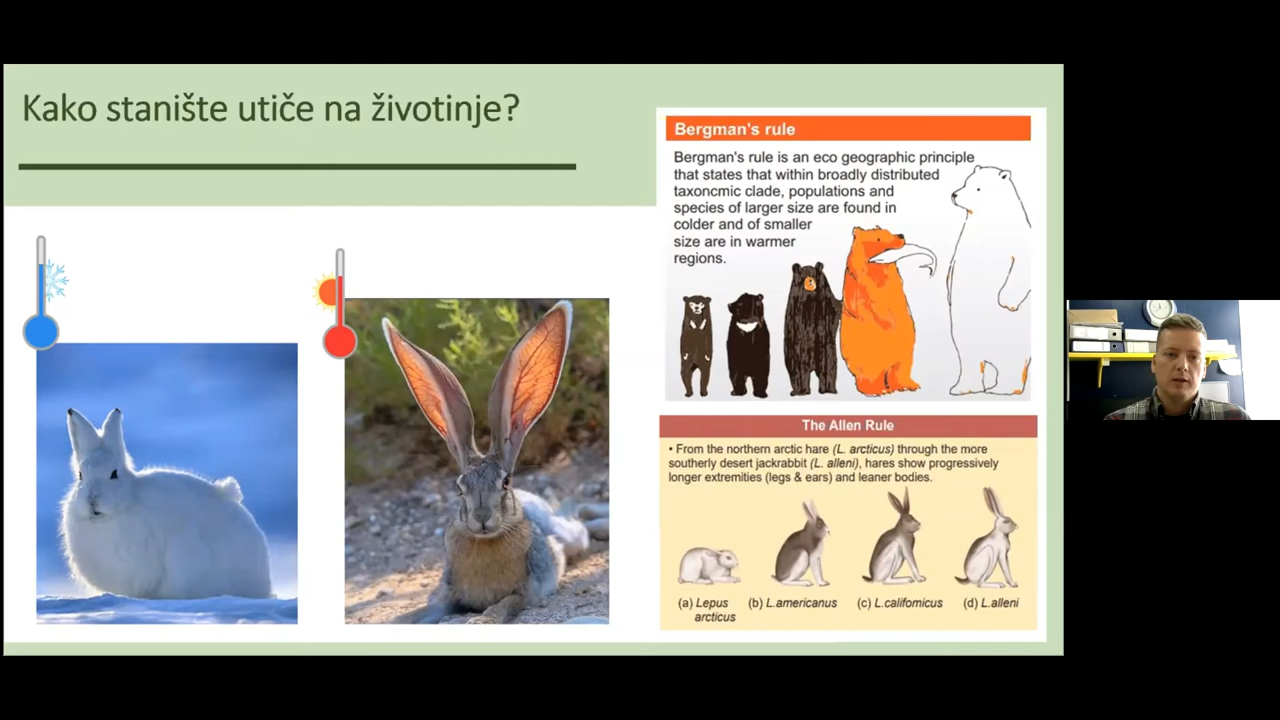 Kako stanište utiče na životinje?
Bergman's rule
Bergman's rule is an eco geographic principle
that states that within broadly distributed
taxoncmic clade, populations and
species of larger size are found in
colder and of smaller
size are in warmer
regions.
The Allen Rule
• From the northern arctic hare (L. arcticus) through the more
southerly desert jackrabbit (L. alleni), hares show progressively
longer extremities (legs & ears) and leaner bodies.
(a) Lepus
arcticus
(b) L.americanus
(c) L.califomicus
(d) L.alleni